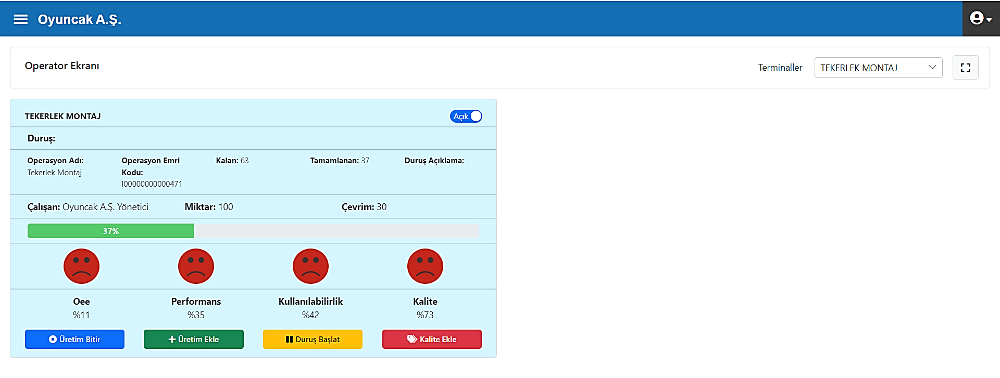 Oyuncak A.Ş.
Operator Ekranı
Terminaller
TEKERLEK MONTAJ
TEKERLEK MONTAJ
Açık
Duruş:
Operasyon Adı:
Tekerlek Montaj
Operasyon Emri
Kodu:
I00000000000471
Kalan: 63
Tamamlanan: 37
Duruş Açıklama:
Çalışan: Oyuncak A.Ş. Yönetici
Miktar: 100
Çevrim: 30
37%
Oee
%11
Performans
%35
Kullanılabilirlik
%42
Kalite
%73
Üretim Bitir
Üretim Ekle
Duruş Başlat
Kalite Ekle